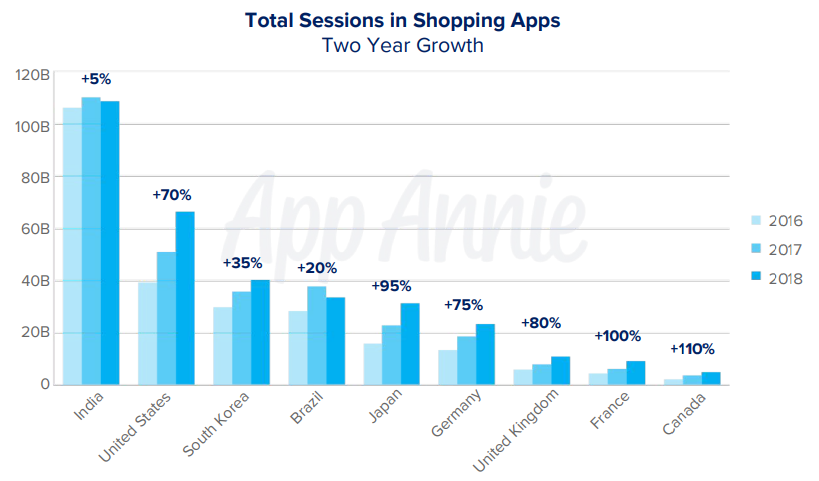 Total Sessions in Shopping Apps
Two Year Growth
120B
100B
80B
60B
40B
20B
0
+5%
+70%
+35%
+20%
+95%
+75%
+80%
+100%
+110%
App Annie
India
United States
South Korea
Brazil
Japan
Germany
United Kingdom
France
Canada
2016
2017
2018